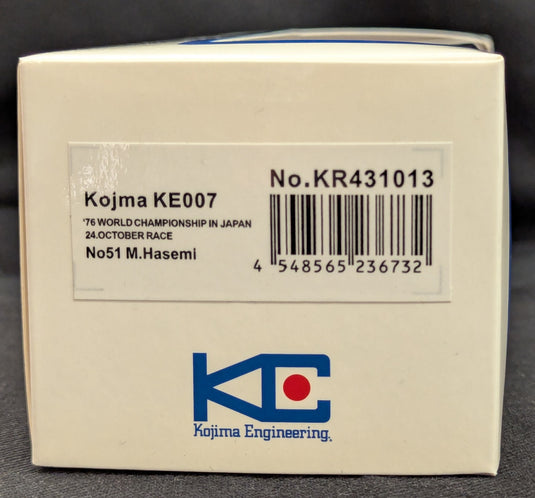 No.KR431013
Kojma KE007
'76 WORLD CHAMPIONSHIP IN JAPAN
24.OCTOBER RACE
No51 M.Hasemi
4 548565 236732
KE
Kojima Engineering.